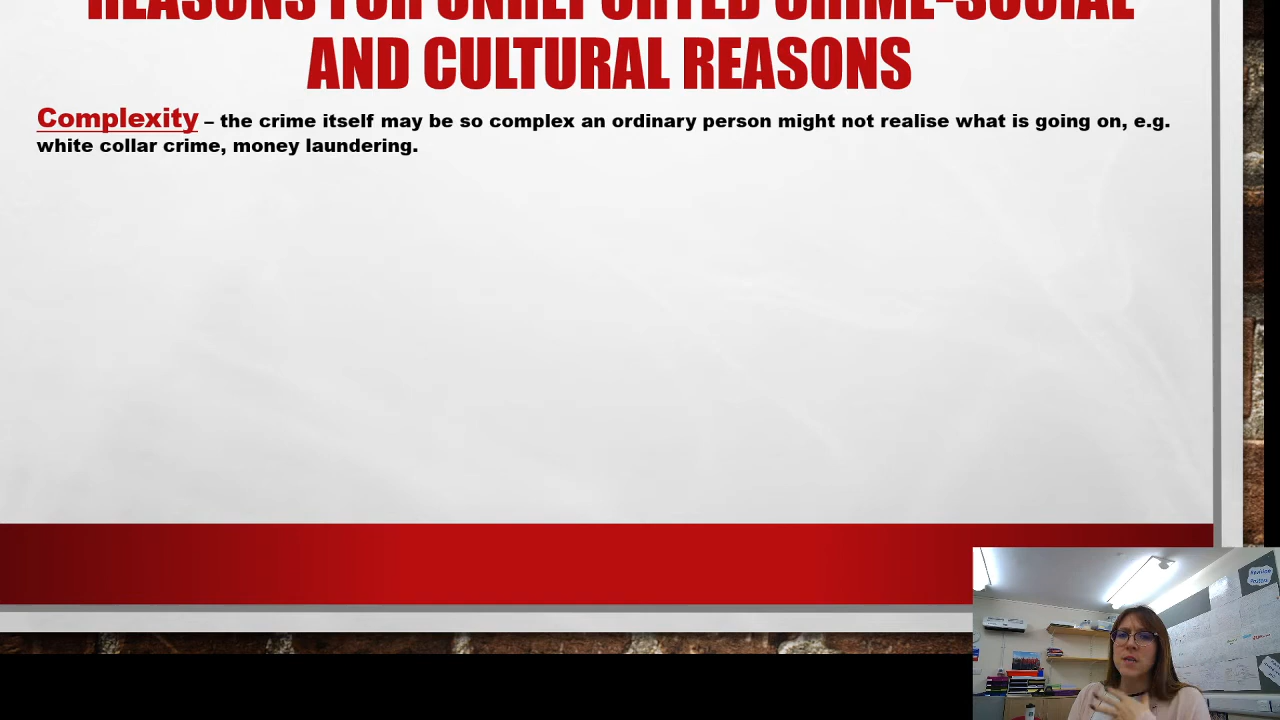 REASONS FOR UNREPORTED CRIME-SOCIAL
AND CULTURAL REASONS
Complexity – the crime itself may be so complex an ordinary person might not realise what is going on, e.g.
white collar crime, money laundering.